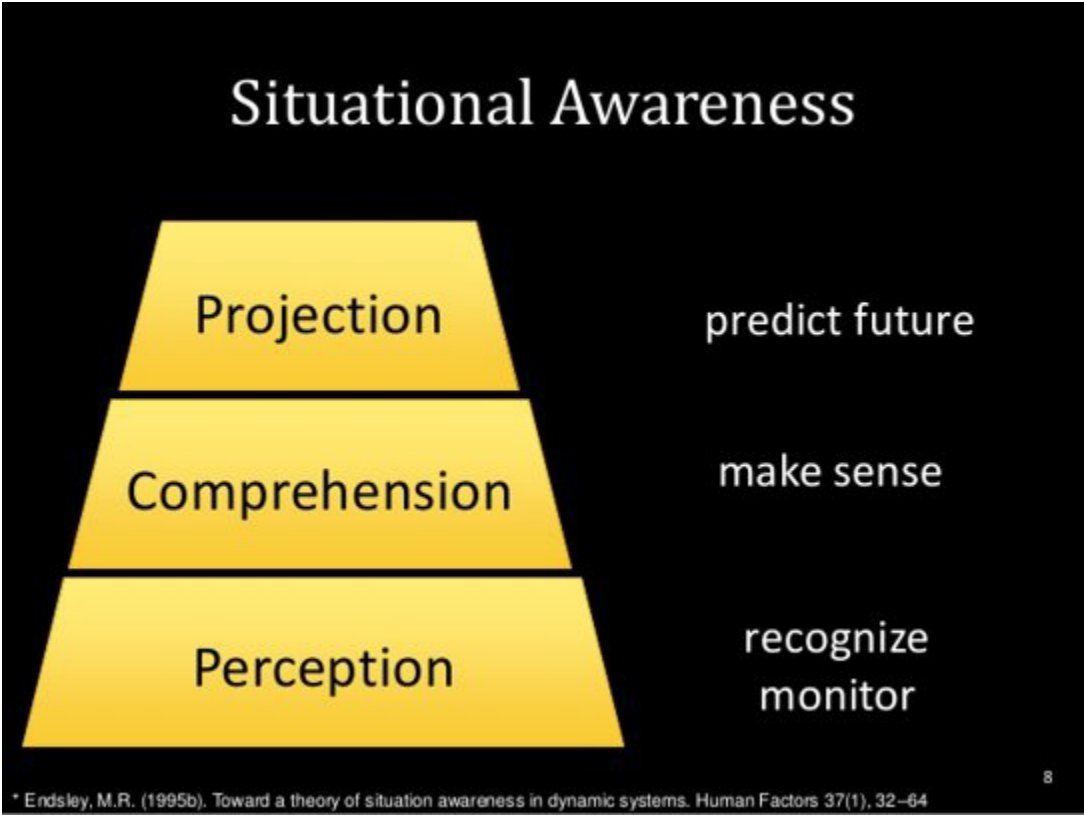 Situational Awareness
Projection
predict future
Comprehension
make sense
Perception
recognize
monitor
8
* Endsley, M.R. (1995b). Toward a theory of situation awareness in dynamic systems. Human Factors 37(1), 32–64